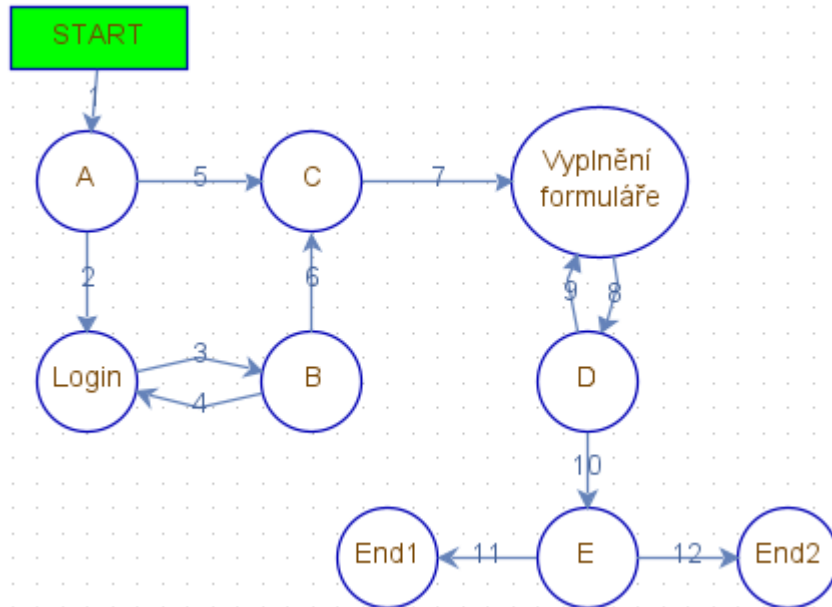 START
1
A
5
C
7
Vyplnění
formuláře
2
6
9
8
Login
3
4
B
D
10
End1
11
E
12
End2